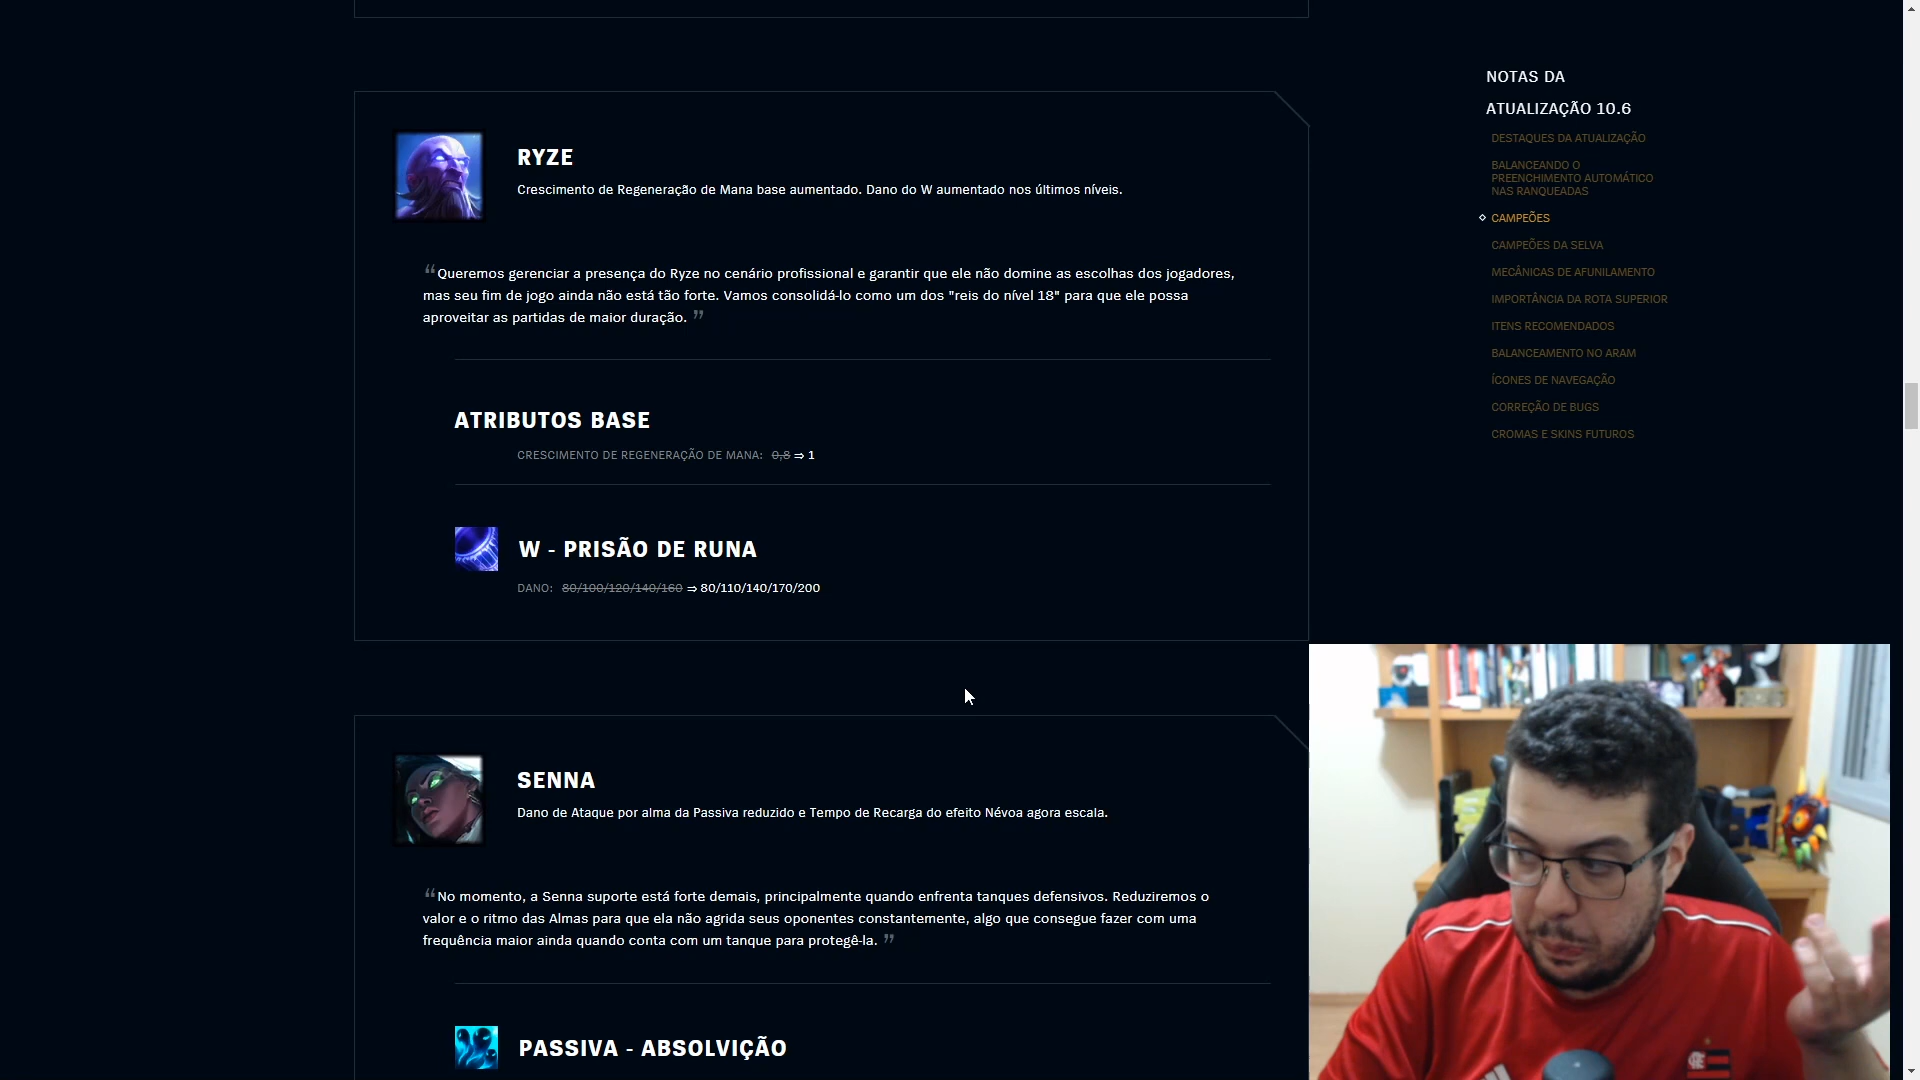 NOTAS DA
ATUALIZAÇÃO 10.6
DESTAQUES DA ATUALIZAÇÃO
BALANCEANDO O
PREENCHIMENTO AUTOMÁTICO
NAS RANQUEADAS
CAMPEÕES
CAMPEÕES DA SELVA
MECÂNICAS DE AFUNILAMENTO
IMPORTÂNCIA DA ROTA SUPERIOR
ITENS RECOMENDADOS
BALANCEAMENTO NO ARAM
ÍCONES DE NAVEGAÇÃO
CORREÇÃO DE BUGS
CROMAS E SKINS FUTUROS
RYZE
Crescimento de Regeneração de Mana base aumentado. Dano do W aumentado nos últimos níveis.
“Queremos gerenciar a presença do Ryze no cenário profissional e garantir que ele não domine as escolhas dos jogadores,
mas seu fim de jogo ainda não está tão forte. Vamos consolidá-lo como um dos "reis do nível 18" para que ele possa
aproveitar as partidas de maior duração. ”
ATRIBUTOS BASE
CRESCIMENTO DE REGENERAÇÃO DE MANA: 0,8 ⇒ 1
W - PRISÃO DE RUNA
DANO: 80/100/120/140/160 ⇒ 80/110/140/170/200
SENNA
Dano de Ataque por alma da Passiva reduzido e Tempo de Recarga do efeito Névoa agora escala.
“No momento, a Senna suporte está forte demais, principalmente quando enfrenta tanques defensivos. Reduziremos o
valor e o ritmo das Almas para que ela não agrida seus oponentes constantemente, algo que consegue fazer com uma
frequência maior ainda quando conta com um tanque para protegê-la. ”
PASSIVA - ABSOLVIÇÃO